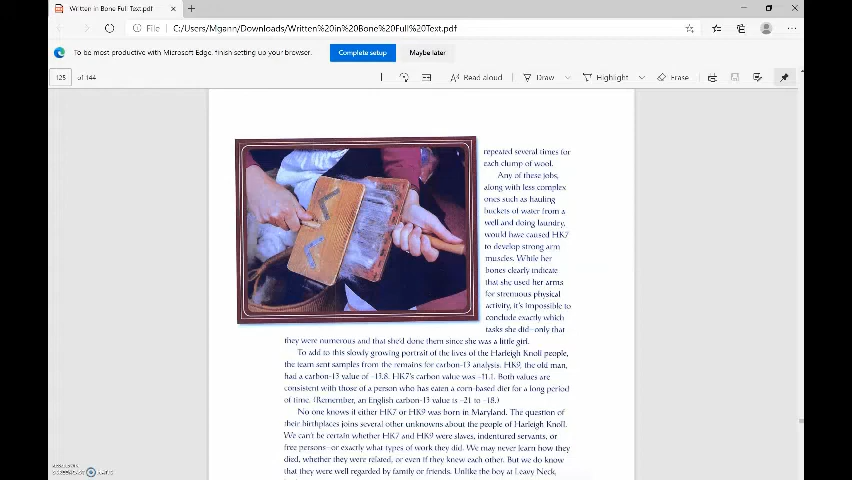 Written in Bone Full Text.pdf
File C:/Users/Mgann/Downloads/Written%20in%20Bone%20Full%20Text.pdf
To be most productive with Microsoft Edge, finish setting up your browser. Complete setup Maybe later
125 of 144 Read aloud Draw Highlight Erase
repeated several times for
each clump of wool.
Any of these jobs,
along with less complex
ones such as hauling
buckets of water from a
well and doing laundry,
would have caused HK7
to develop strong arm
muscles. While her
bones clearly indicate
that she used her arms
for strenuous physical
activity, it's impossible to
conclude exactly which
tasks she did—only that
they were numerous and that she'd done them since she was a little girl.
To add to this slowly growing portrait of the lives of the Harleigh Knoll people,
the team sent samples from the remains for carbon-13 analysis. HK9, the old man,
had a carbon-13 value of –13.8. HK7's carbon value was –11.1. Both values are
consistent with those of a person who has eaten a corn-based diet for a long period
of time. (Remember, an English carbon-13 value is –21 to –18.)
No one knows if either HK7 or HK9 was born in Maryland. The question of
their birthplaces joins several other unknowns about the people of Harleigh Knoll.
We can't be certain whether HK7 and HK9 were slaves, indentured servants, or
free persons—or exactly what types of work they did. We may never learn how they
died, whether they were related, or even if they knew each other. But we do know
that they were well regarded by family or friends. Unlike the boy at Leavy Neck,